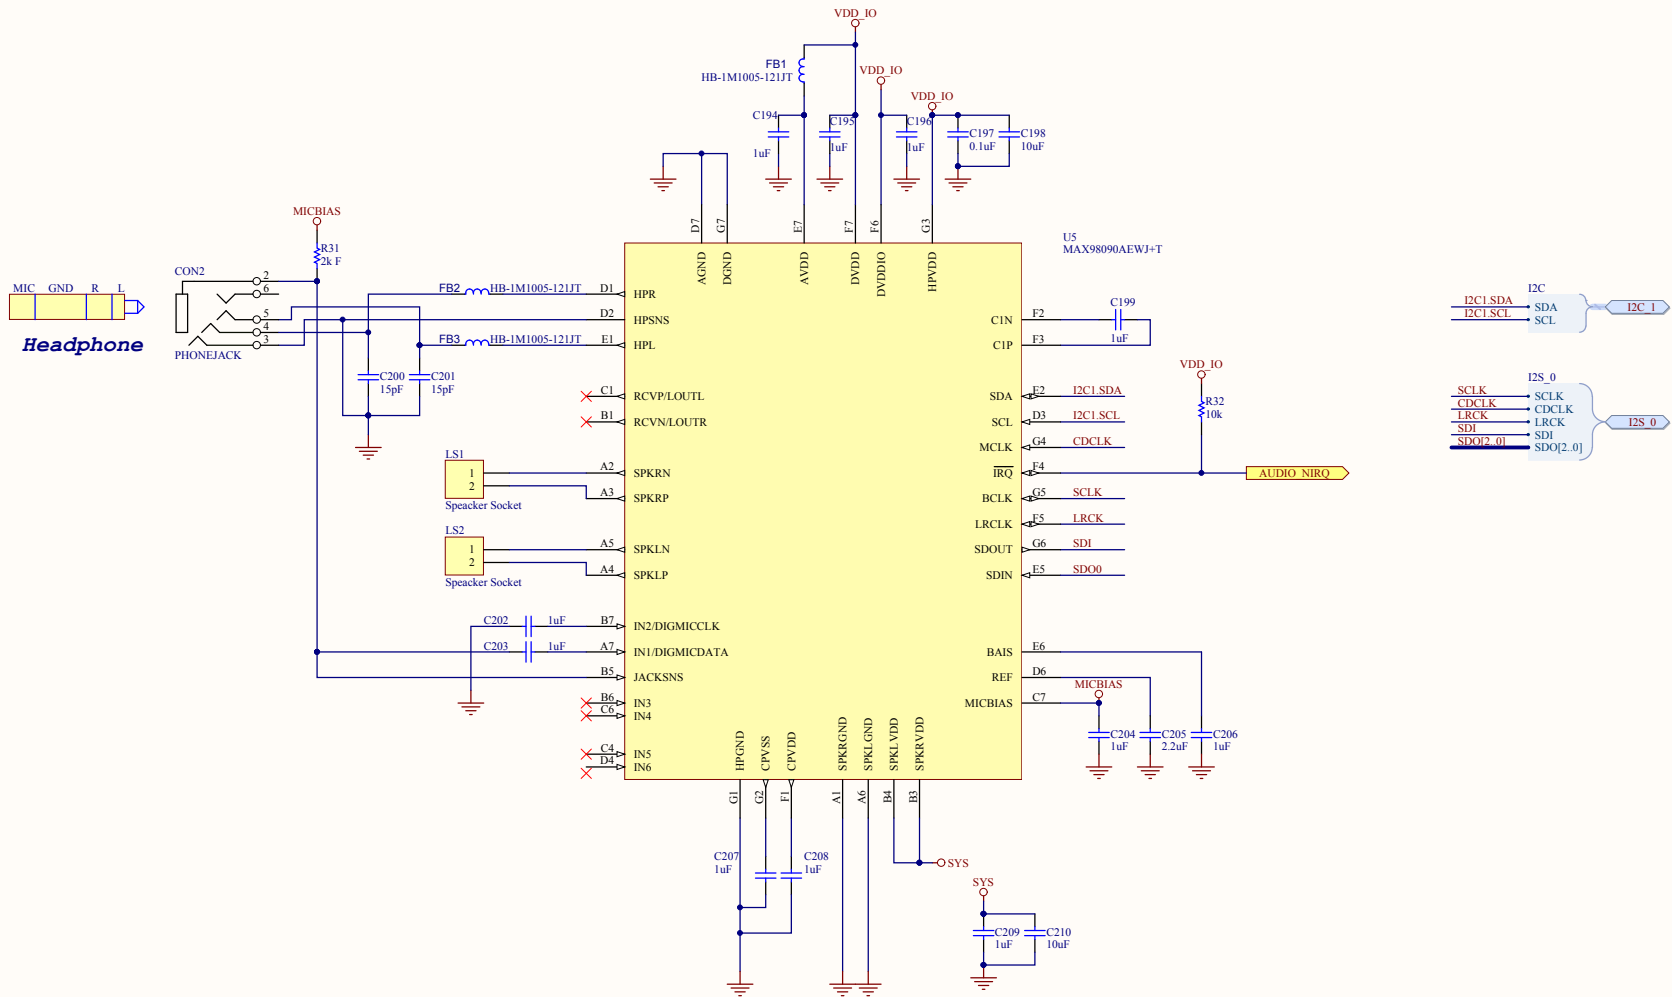 VDD_IO
FB1
HB-1M1005-121JT
VDD_IO
VDD_IO
C194
1uF
C195
1uF
C196
1uF
C197
0.1uF
C198
10uF
D7
G7
E7
F7
F6
G3
AGND
DGND
AVDD
DVDD
DVDDIO
HPVDD
U5
MAX98090AEWJ+T
MICBIAS
R31
2k F
CON2
2
6
5
4
3
PHONEJACK
MIC GND R L
Headphone
FB2 HB-1M1005-121JT D1 HPR
D2 HPSNS
FB3 HB-1M1005-121JT E1 HPL
C200
15pF
C201
15pF
C1 RCVP/LOUTL
B1 RCVN/LOUTR
LS1
1
2
Speacker Socket
A2 SPKRN
A3 SPKRP
LS2
1
2
Speacker Socket
A5 SPKLN
A4 SPKLP
C202 1uF B7 IN2/DIGMICCLK
C203 1uF A7 IN1/DIGMICDATA
B5 JACKSNS
B6 IN3
C6 IN4
C4 IN5
D4 IN6
C1N F2
C1P F3
C199
1uF
SDA E2 I2C1.SDA
SCL D3 I2C1.SCL
MCLK G4 CDCLK
IRQ F4
VDD_IO
R32
10k
AUDIO_NIRQ
BCLK G5 SCLK
LRCLK F5 LRCK
SDOUT G6 SDI
SDIN E5 SDO0
BAIS E6
REF D6
MICBIAS C7
MICBIAS
C204
1uF
C205
2.2uF
C206
1uF
HPGND
CPVSS
CPVDD
SPKRGND
SPKLGND
SPKLVDD
SPKRVDD
G1
G2
F1
A1
A6
B4
B3
C207
1uF
C208
1uF
SYS
SYS
C209
1uF
C210
10uF
I2C
I2C1.SDA SDA
I2C1.SCL SCL
I2C_1
I2S_0
SCLK SCLK
CDCLK CDCLK
LRCK LRCK
SDI SDI
SDO[2..0] SDO[2..0]
I2S_0